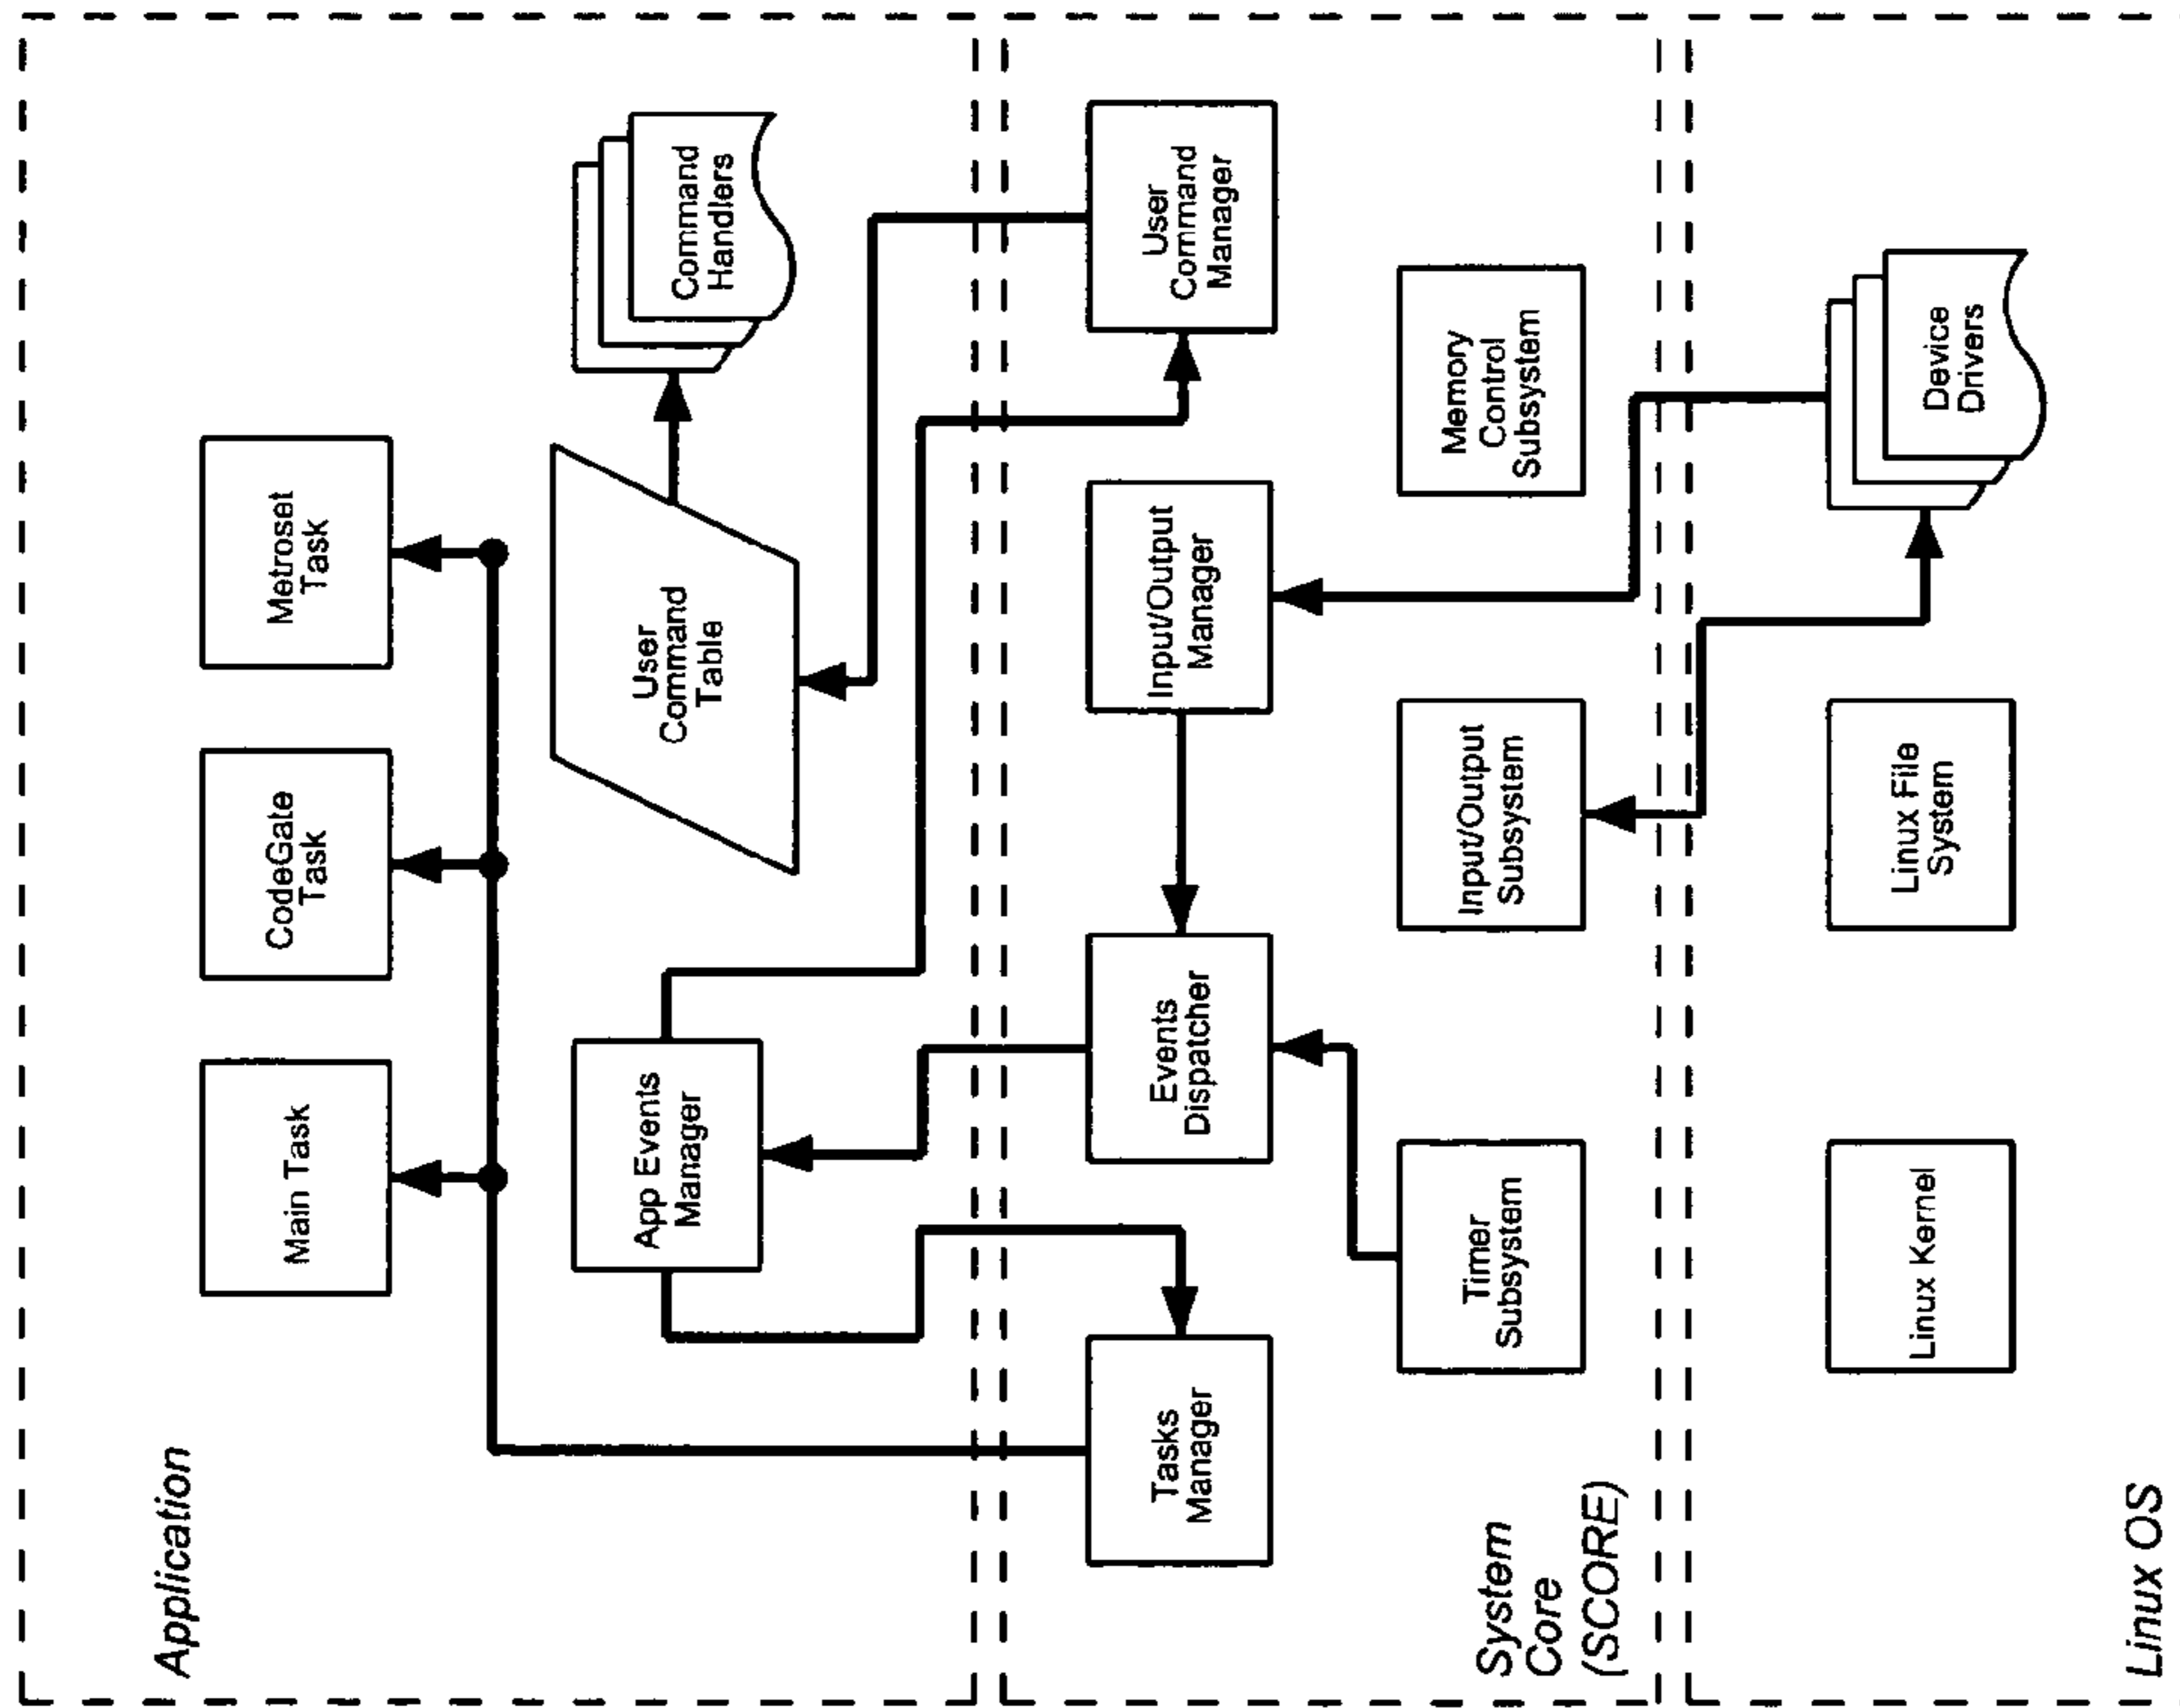 Application
Main Task
CodeGate
Task
Metroset
Task
App Events
Manager
User
Command
Table
Command
Handlers
Tasks
Manager
Events
Dispatcher
Input/Output
Manager
User
Command
Manager
System
Core
(SCORE)
Timer
Subsystem
Input/Output
Subsystem
Memory
Control
Subsystem
Linux OS
Linux Kernel
Linux File
System
Device
Drivers